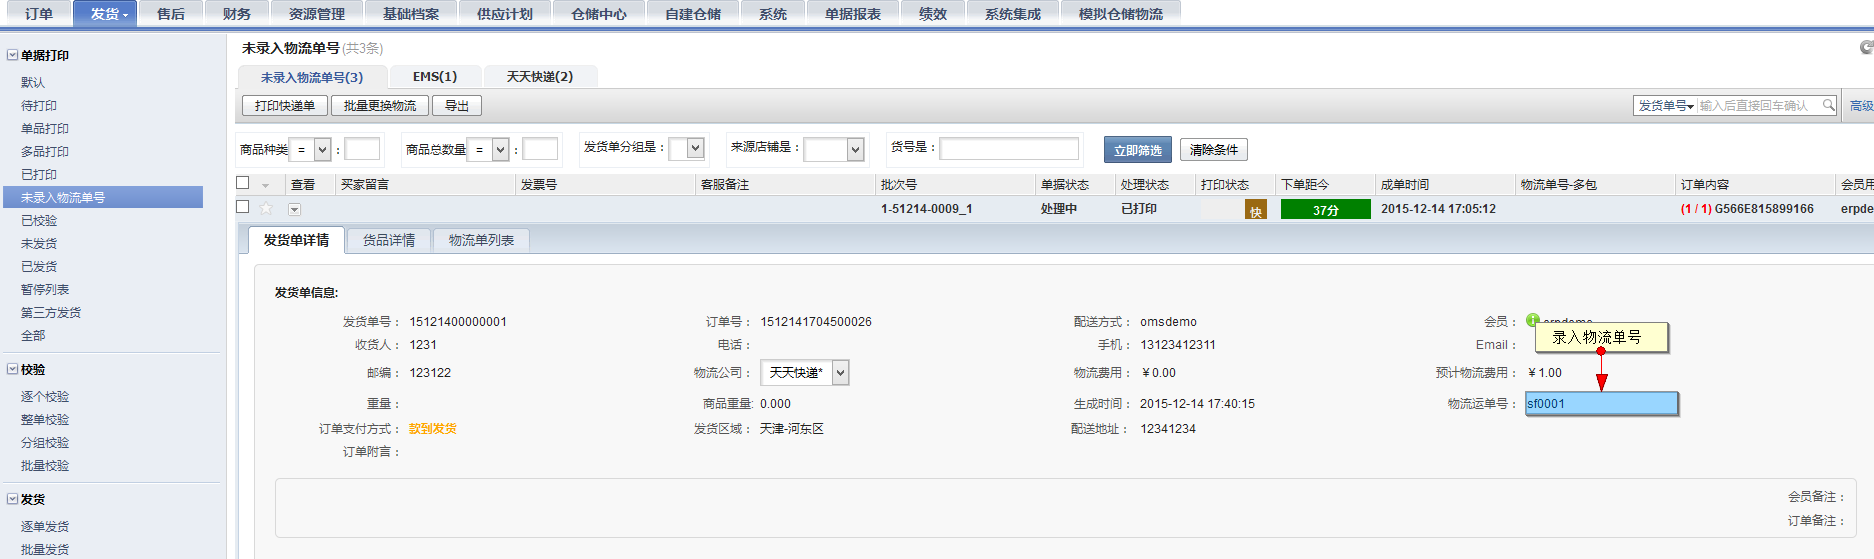 订单 发货 售后 财务 资源管理 基础档案 供应计划 仓储中心 自建仓储 系统 单据报表 绩效 系统集成 模拟仓储物流
单据打印
默认
待打印
单品打印
多品打印
已打印
未录入物流单号
已校验
未发货
已发货
暂停列表
第三方发货
全部
校验
逐个校验
整单校验
分组校验
批量校验
发货
逐单发货
批量发货
未录入物流单号(共3条)
未录入物流单号(3) EMS(1) 天天快递(2)
打印快递单 批量更换物流 导出 发货单号 输入后直接回车确认 高级
商品种类 = : 商品总数量 = : 发货单分组是： 来源店铺是： 货号是： 立即筛选 清除条件
查看 买家留言 发票号 客服备注 批次号 单据状态 处理状态 打印状态 下单距今 成单时间 物流单号-多包 订单内容 会员用
1-51214-0009_1 处理中 已打印 快 37分 2015-12-14 17:05:12 (1 / 1) G566E815899166 erpde
发货单详情 货品详情 物流单列表
发货单信息:
发货单号： 15121400000001 订单号： 1512141704500026 配送方式： omsdemo 会员：
录入物流单号
收货人： 1231 电话： 手机： 13123412311 Email：
邮编： 123122 物流公司： 天天快递* 物流费用： ￥0.00 预计物流费用： ￥1.00
重量： 商品重量: 0.000 生成时间： 2015-12-14 17:40:15 物流运单号： sf0001
订单支付方式： 款到发货 发货区域： 天津-河东区 配送地址： 12341234
订单附言：
会员备注：
订单备注：